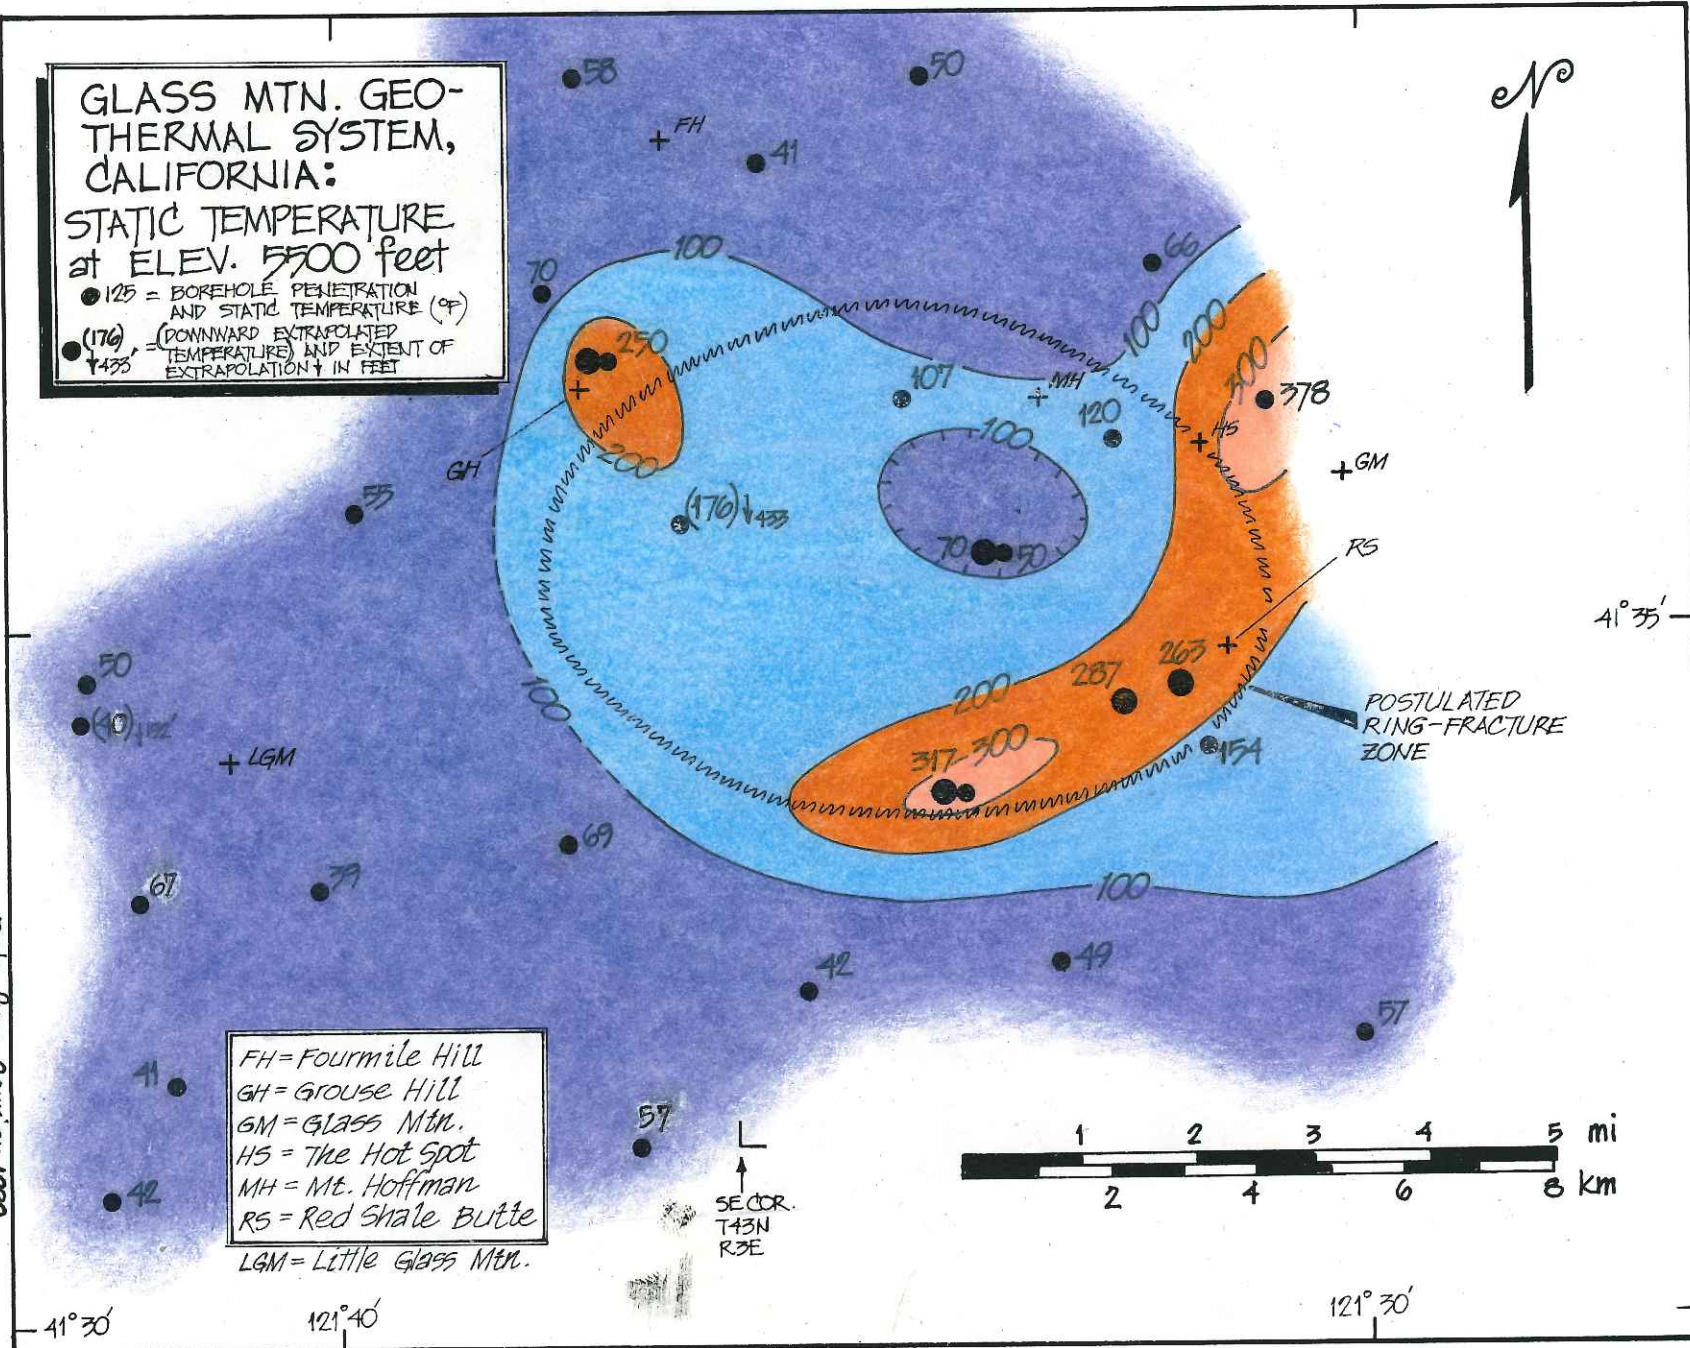 GLASS MTN. GEO-
THERMAL SYSTEM,
CALIFORNIA:
STATIC TEMPERATURE
at ELEV. 5500 feet
125 = BOREHOLE PENETRATION
AND STATIC TEMPERATURE (°F)
(176) = (DOWNWARD EXTRAPOLATED
↓433' TEMPERATURE) AND EXTENT OF
EXTRAPOLATION ↓ IN FEET
N
58
50
FH
41
66
100
70
100
200
250
300
378
107
MH
120
HS
GM
GH
200
100
55
(176)↓433
70
50
RS
41°35'
50
287
263
200
100
POSTULATED
RING-FRACTURE
ZONE
(40)
LGM
317
300
154
69
67
39
100
42
49
57
41
42
57
FH = Fourmile Hill
GH = Grouse Hill
GM = Glass Mtn.
HS = The Hot Spot
MH = Mt. Hoffman
RS = Red Shale Butte
LGM = Little Glass Mtn.
SE COR.
T43N
R3E
1 2 3 4 5 mi
2 4 6 8 km
41°30'
121°40'
121°30'